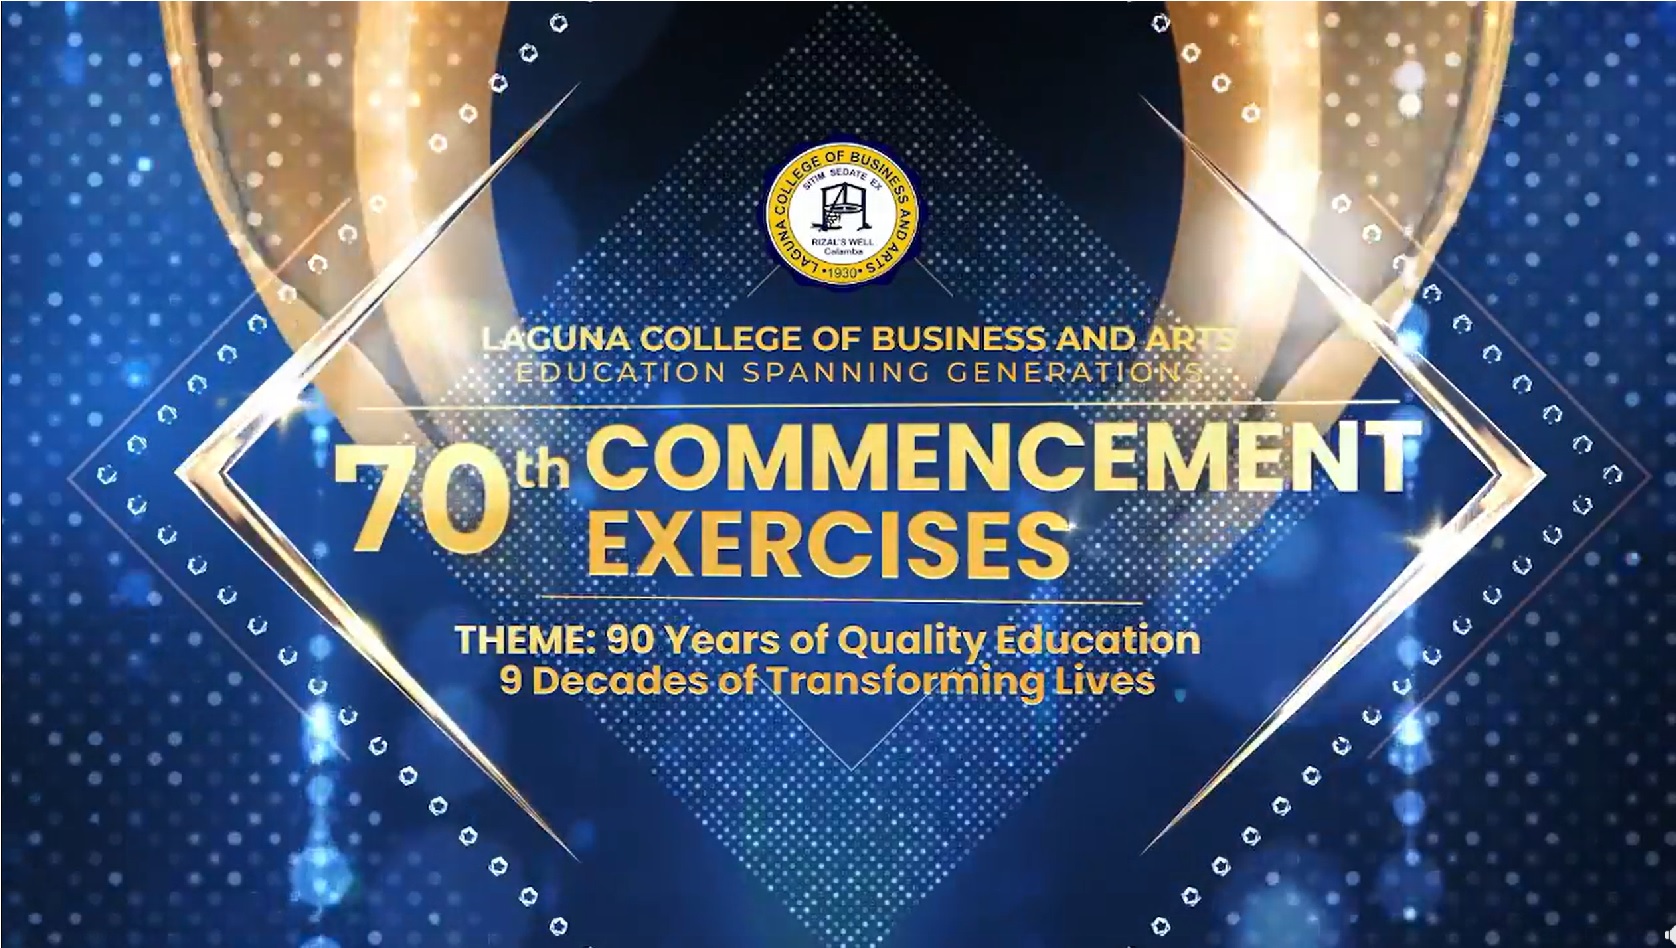 LAGUNA COLLEGE OF BUSINESS AND ARTS
SITIM SEDATE EX
RIZAL'S WELL
Calamba
•1930•
LAGUNA COLLEGE OF BUSINESS AND ARTS
EDUCATION SPANNING GENERATIONS
70th COMMENCEMENT
EXERCISES
THEME: 90 Years of Quality Education
9 Decades of Transforming Lives